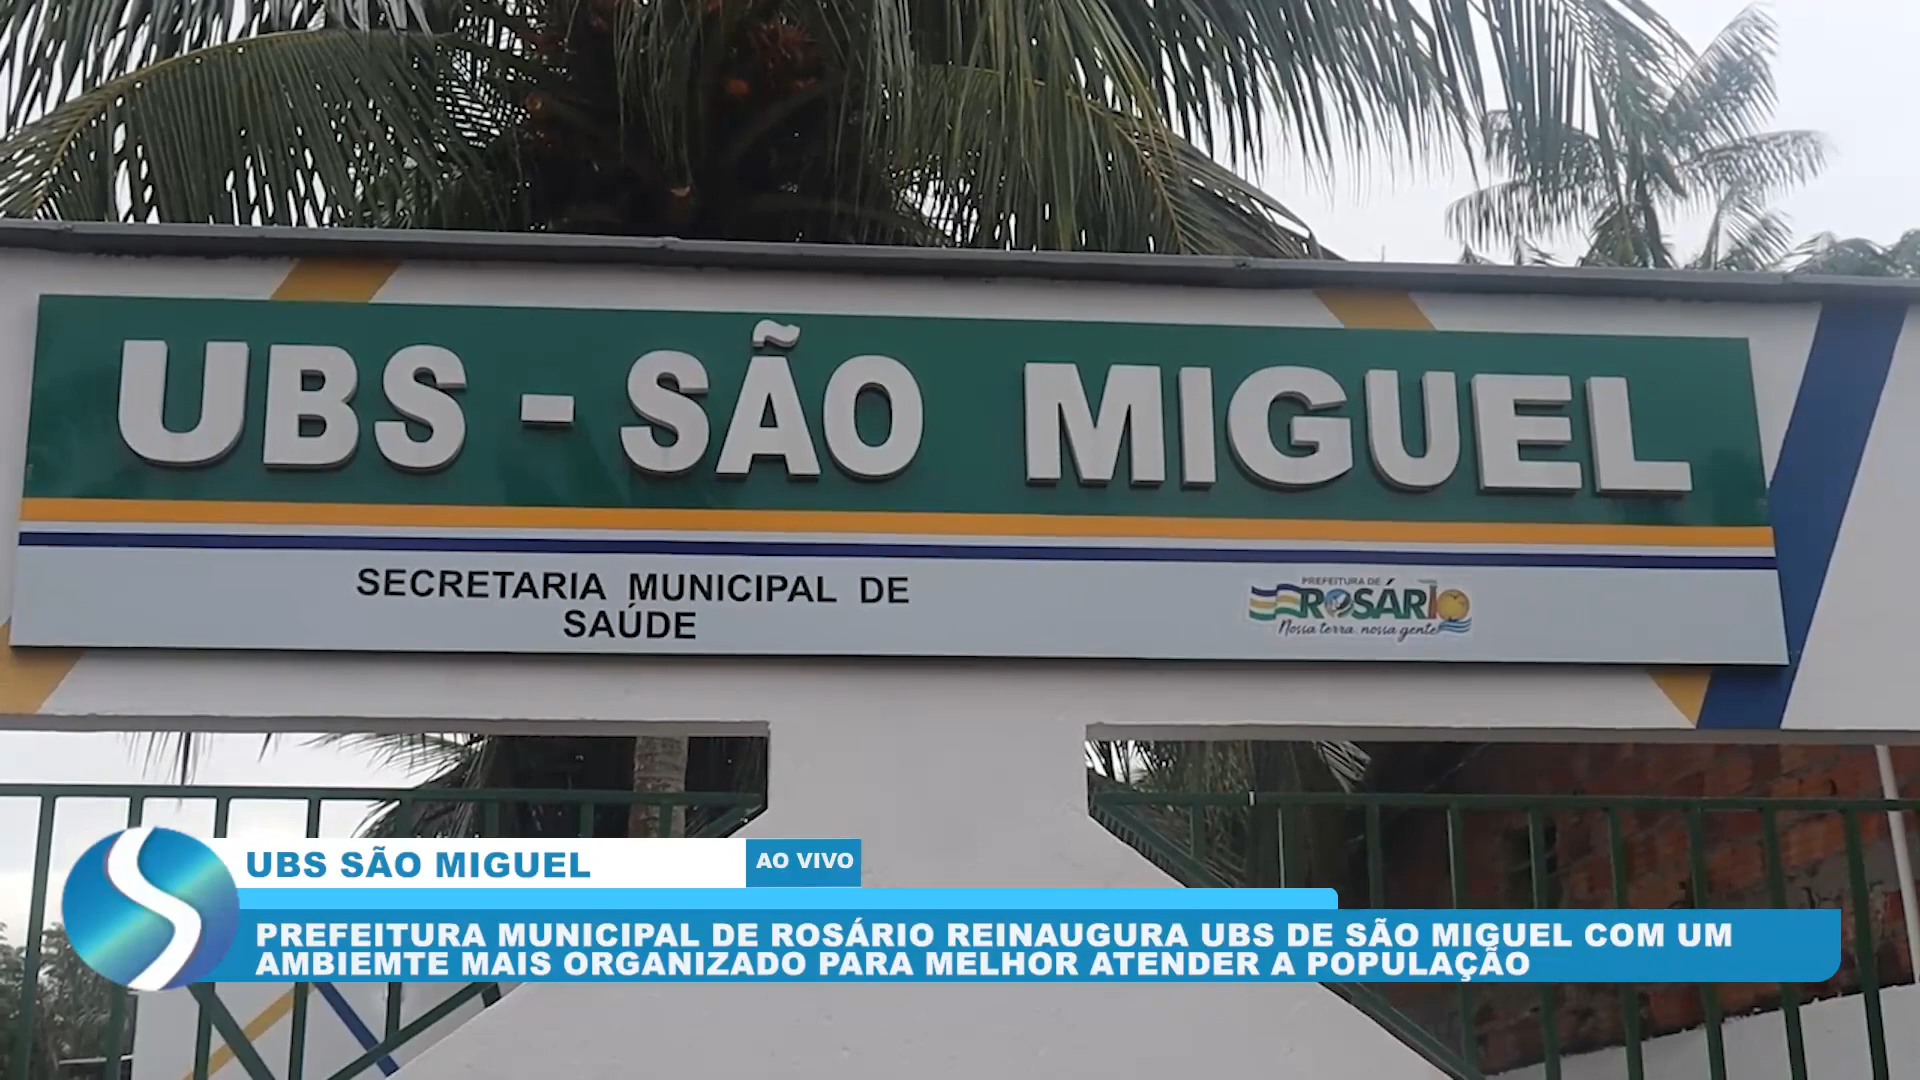 UBS - SÃO MIGUEL
SECRETARIA MUNICIPAL DE
SAÚDE
PREFEITURA DE
ROSÁRIO
Nossa terra, nossa gente
UBS SÃO MIGUEL
AO VIVO
PREFEITURA MUNICIPAL DE ROSÁRIO REINAUGURA UBS DE SÃO MIGUEL COM UM
AMBIEMTE MAIS ORGANIZADO PARA MELHOR ATENDER A POPULAÇÃO